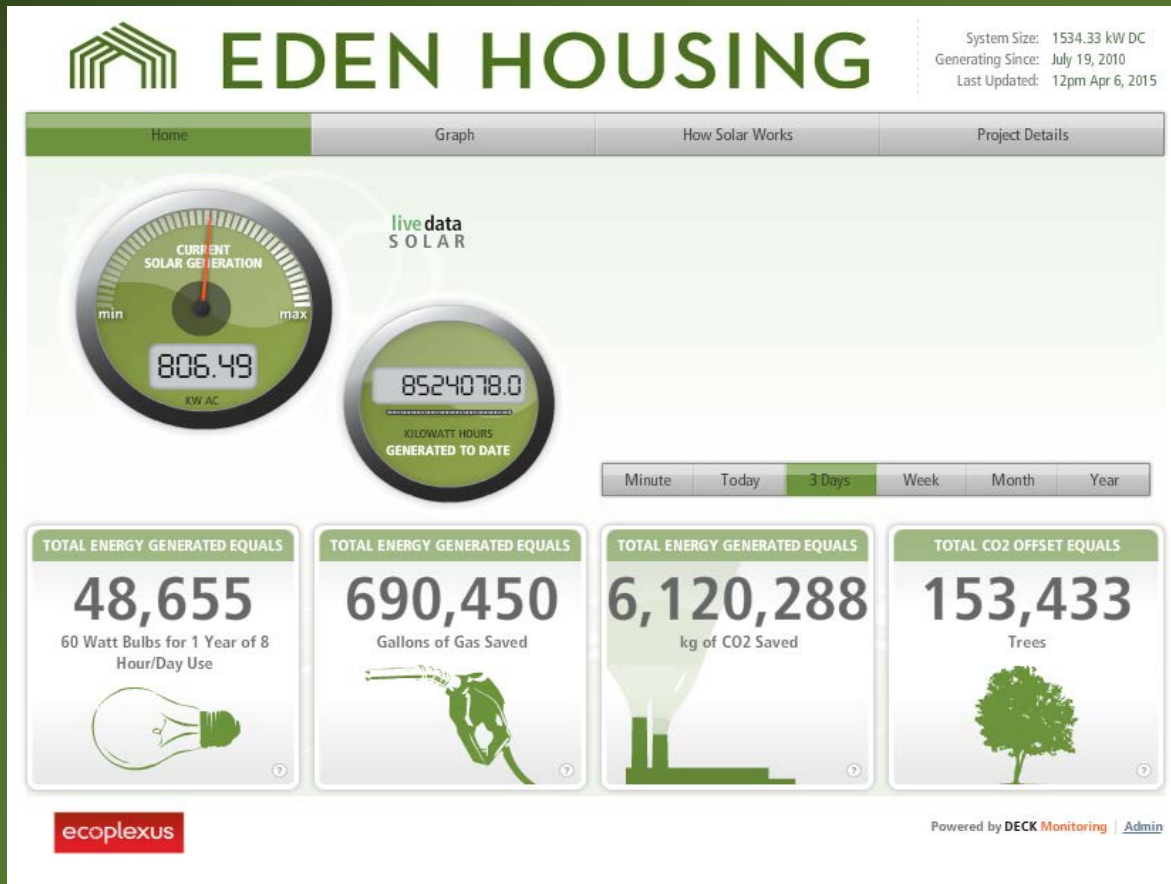 EDEN HOUSING
System Size: 1534.33 kW DC
Generating Since: July 19, 2010
Last Updated: 12pm Apr 6, 2015
Home Graph How Solar Works Project Details
livedata
SOLAR
CURRENT
SOLAR GENERATION
min max
806.49
KW AC
8524078.0
KILOWATT HOURS
GENERATED TO DATE
Minute Today 3 Days Week Month Year
TOTAL ENERGY GENERATED EQUALS
48,655
60 Watt Bulbs for 1 Year of 8
Hour/Day Use
?
TOTAL ENERGY GENERATED EQUALS
690,450
Gallons of Gas Saved
?
TOTAL ENERGY GENERATED EQUALS
6,120,288
kg of CO2 Saved
?
TOTAL CO2 OFFSET EQUALS
153,433
Trees
?
ecoplexus
Powered by DECK Monitoring | Admin